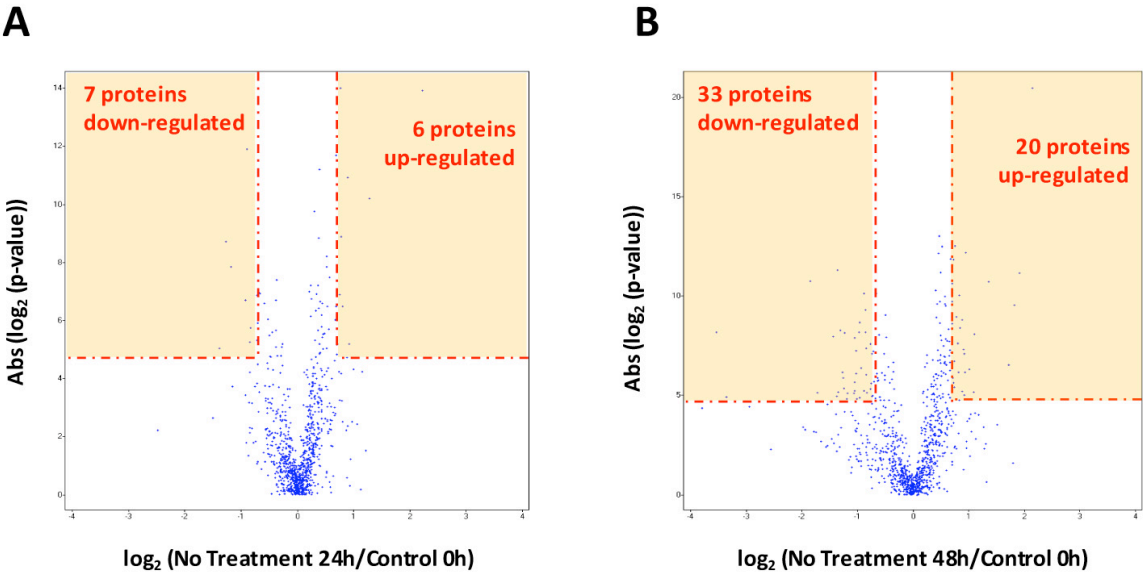 A
7 proteins
down-regulated
6 proteins
up-regulated
14
12
10
8
6
4
2
0
-4
-3
-2
-1
0
1
2
3
4
Abs (log₂ (p-value))
log₂ (No Treatment 24h/Control 0h)
B
33 proteins
down-regulated
20 proteins
up-regulated
20
15
10
5
0
-4
-3
-2
-1
0
1
2
3
4
Abs (log₂ (p-value))
log₂ (No Treatment 48h/Control 0h)